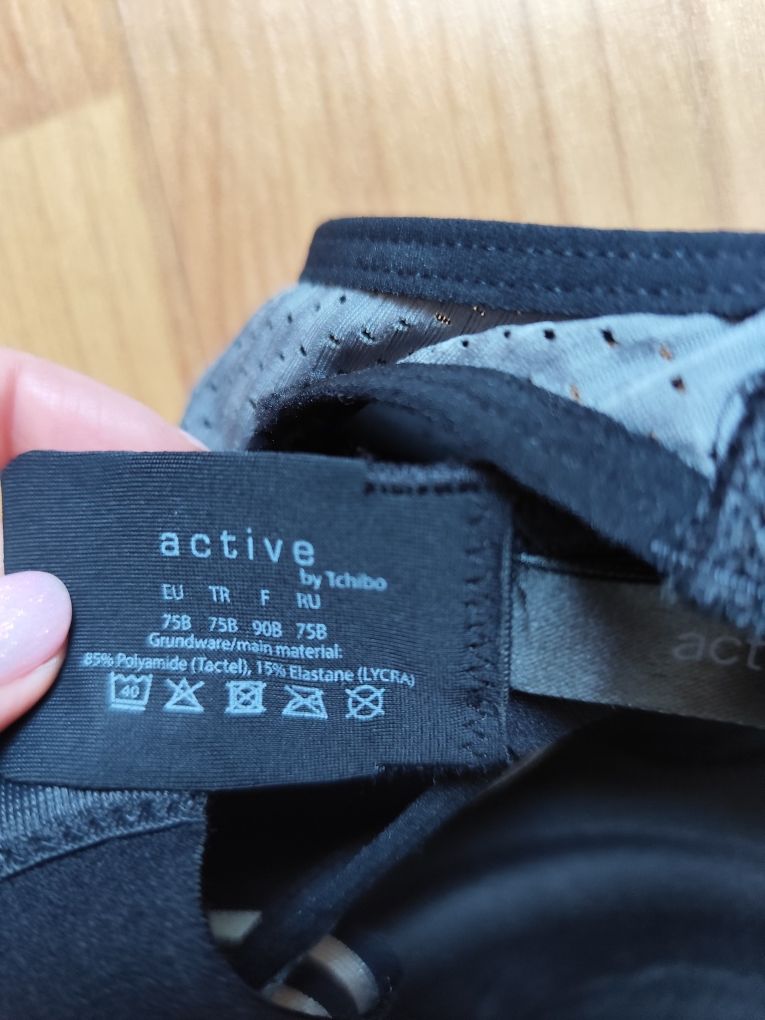 active
by Tchibo
EU TR F RU
75B 75B 90B 75B
Grundware/main material:
85% Polyamide (Tactel), 15% Elastane (LYCRA)
40
act